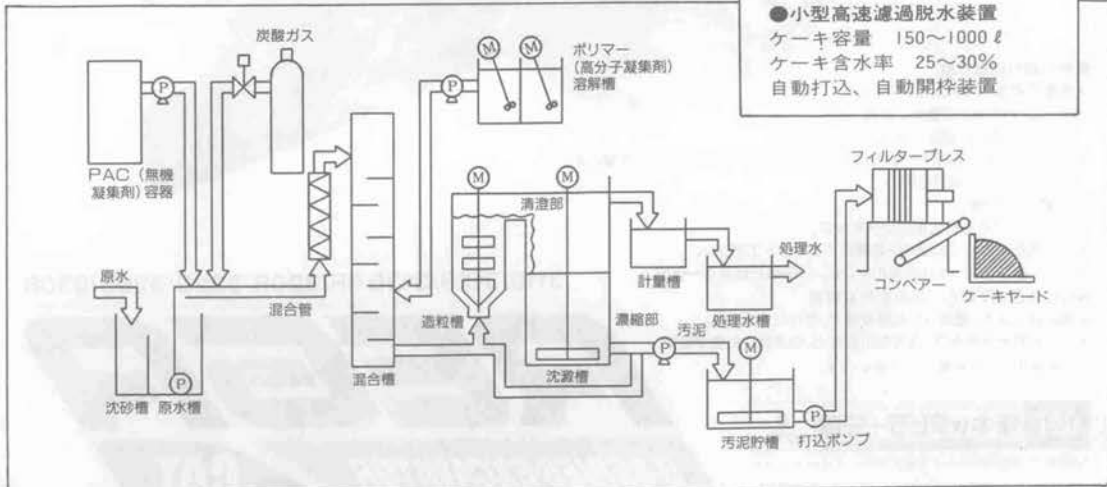 ●小型高速濾過脱水装置
ケーキ容量 150～1000 ℓ
ケーキ含水率 25～30%
自動打込、自動開枠装置
炭酸ガス
M
M
ポリマー
(高分子凝集剤)
溶解槽
P
P
PAC (無機
凝集剤) 容器
フィルタープレス
M
M
清澄部
処理水
原水
計量槽
コンベアー
ケーキヤード
混合管
造粒槽
濃縮部
処理水槽
汚泥
P
M
P
沈砂槽
原水槽
混合槽
沈澱槽
P
汚泥貯槽
打込ポンプ